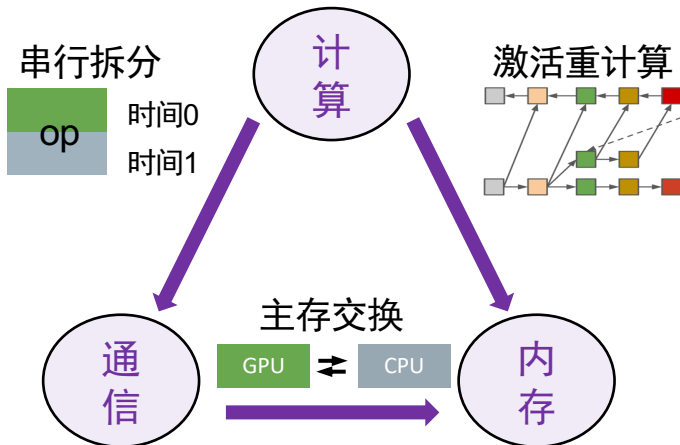 计
算
串行拆分
op
时间0
时间1
激活重计算
主存交换
GPU
CPU
通
信
内
存